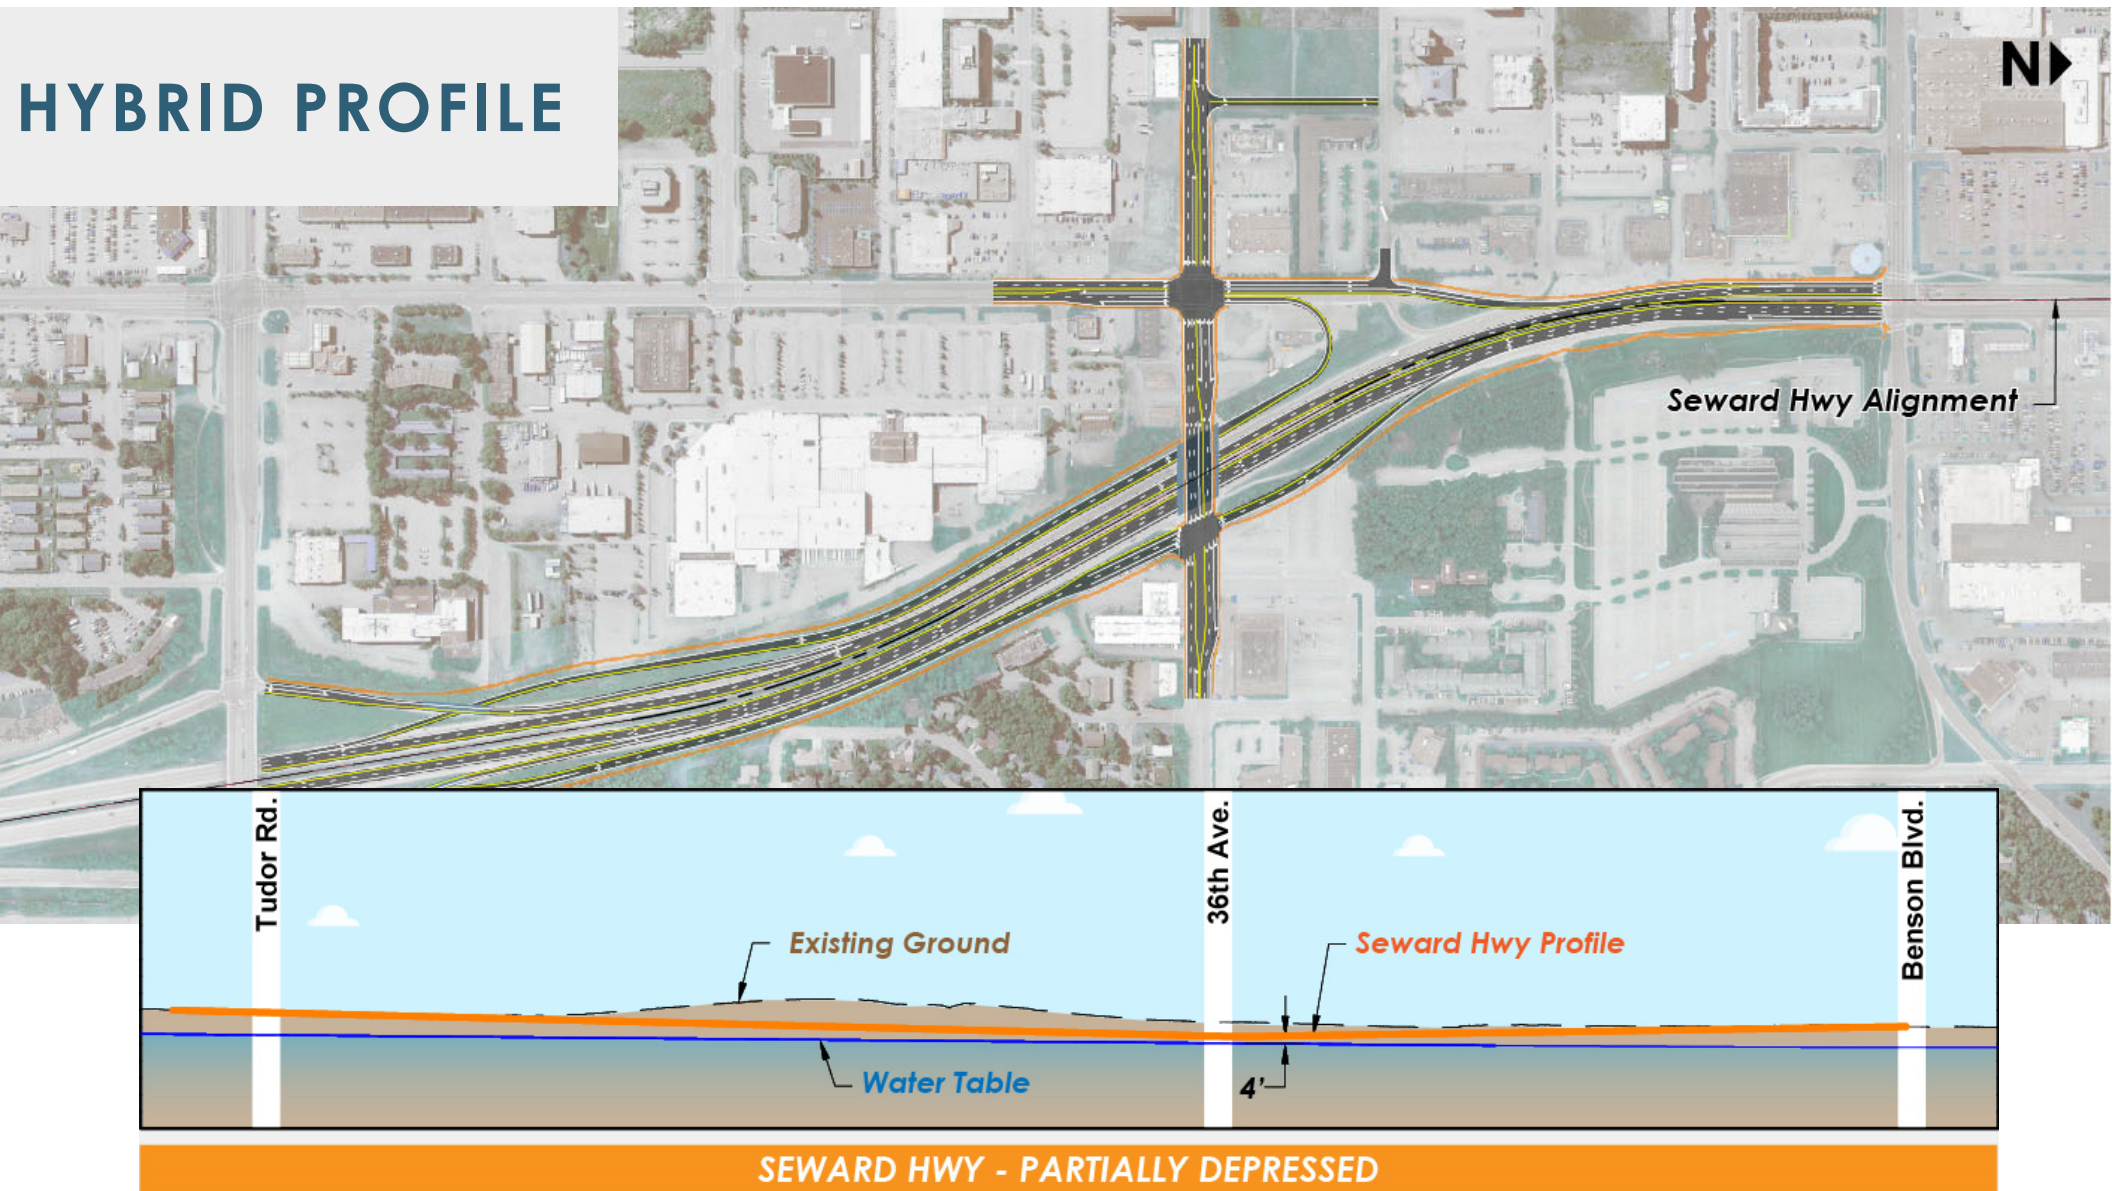 HYBRID PROFILE
N
Seward Hwy Alignment
Tudor Rd.
36th Ave.
Benson Blvd.
Existing Ground
Seward Hwy Profile
Water Table
4'
SEWARD HWY - PARTIALLY DEPRESSED